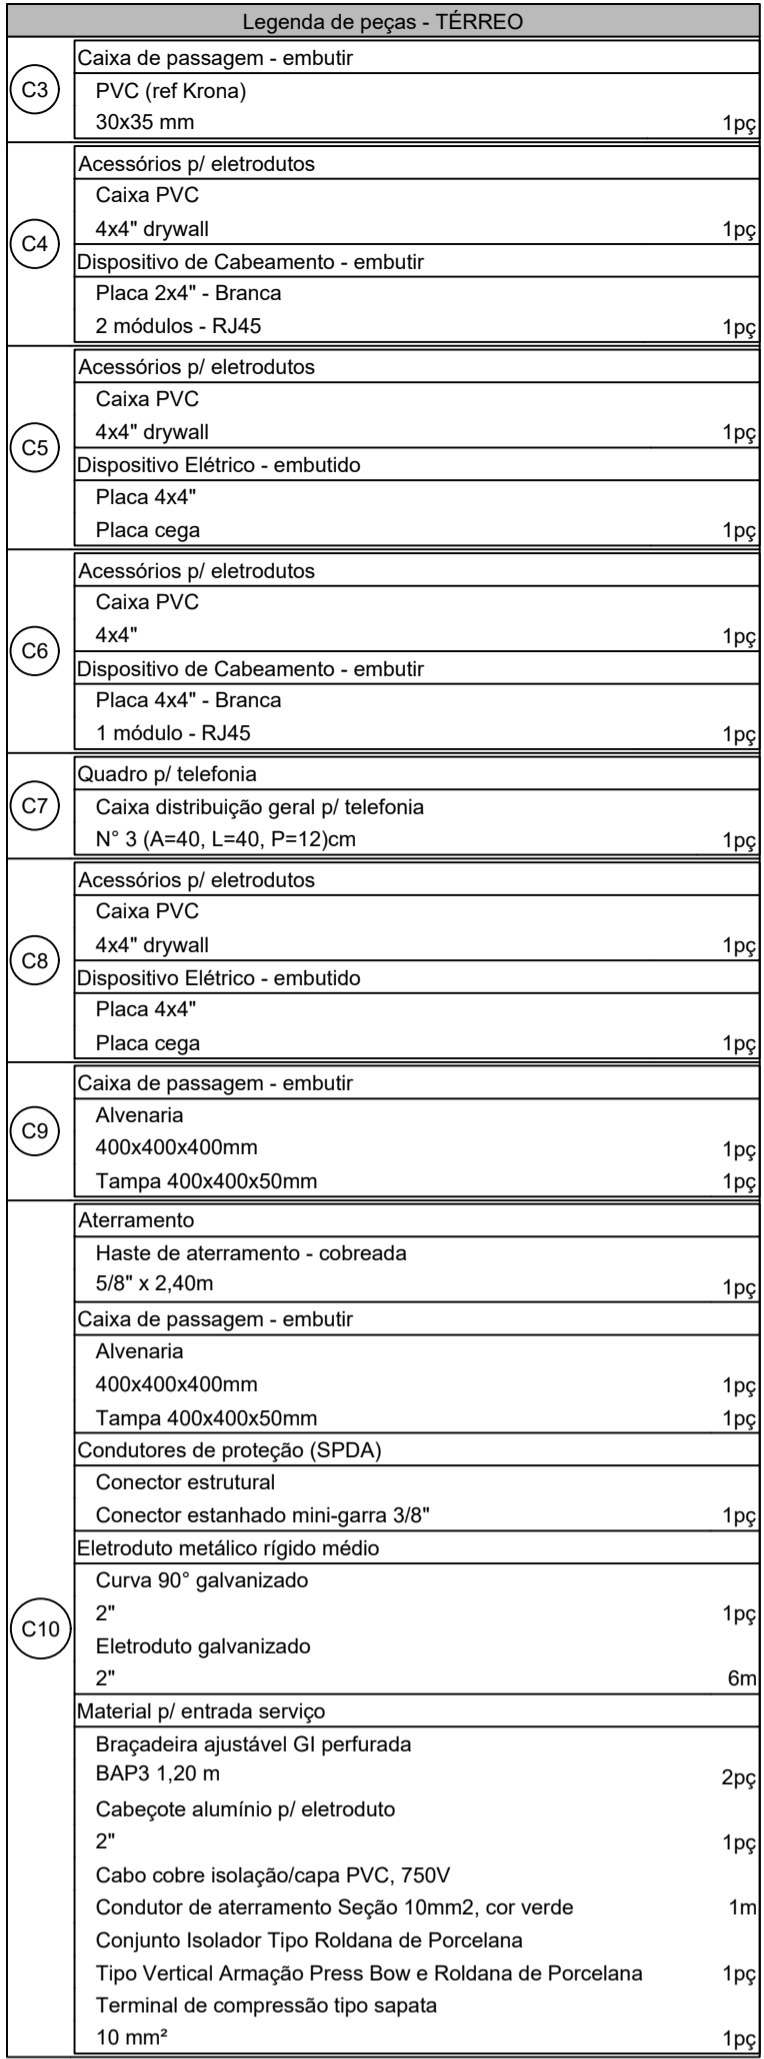 Legenda de peças - TÉRREO
C3
Caixa de passagem - embutir
PVC (ref Krona)
30x35 mm 1pç
C4
Acessórios p/ eletrodutos
Caixa PVC
4x4" drywall 1pç
Dispositivo de Cabeamento - embutir
Placa 2x4" - Branca
2 módulos - RJ45 1pç
C5
Acessórios p/ eletrodutos
Caixa PVC
4x4" drywall 1pç
Dispositivo Elétrico - embutido
Placa 4x4"
Placa cega 1pç
C6
Acessórios p/ eletrodutos
Caixa PVC
4x4" 1pç
Dispositivo de Cabeamento - embutir
Placa 4x4" - Branca
1 módulo - RJ45 1pç
C7
Quadro p/ telefonia
Caixa distribuição geral p/ telefonia
N° 3 (A=40, L=40, P=12)cm 1pç
C8
Acessórios p/ eletrodutos
Caixa PVC
4x4" drywall 1pç
Dispositivo Elétrico - embutido
Placa 4x4"
Placa cega 1pç
C9
Caixa de passagem - embutir
Alvenaria
400x400x400mm 1pç
Tampa 400x400x50mm 1pç
C10
Aterramento
Haste de aterramento - cobreada
5/8" x 2,40m 1pç
Caixa de passagem - embutir
Alvenaria
400x400x400mm 1pç
Tampa 400x400x50mm 1pç
Condutores de proteção (SPDA)
Conector estrutural
Conector estanhado mini-garra 3/8" 1pç
Eletroduto metálico rígido médio
Curva 90° galvanizado
2" 1pç
Eletroduto galvanizado
2" 6m
Material p/ entrada serviço
Braçadeira ajustável GI perfurada
BAP3 1,20 m 2pç
Cabeçote alumínio p/ eletroduto
2" 1pç
Cabo cobre isolação/capa PVC, 750V
Condutor de aterramento Seção 10mm2, cor verde 1m
Conjunto Isolador Tipo Roldana de Porcelana
Tipo Vertical Armação Press Bow e Roldana de Porcelana 1pç
Terminal de compressão tipo sapata
10 mm² 1pç